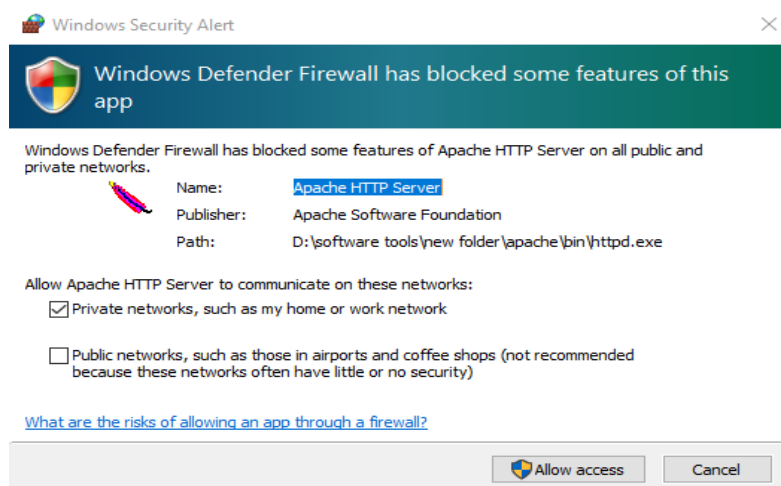 Windows Security Alert
Windows Defender Firewall has blocked some features of this
app
Windows Defender Firewall has blocked some features of Apache HTTP Server on all public and
private networks.
Name: Apache HTTP Server
Publisher: Apache Software Foundation
Path: D:\software tools\new folder\apache\bin\httpd.exe
Allow Apache HTTP Server to communicate on these networks:
Private networks, such as my home or work network
Public networks, such as those in airports and coffee shops (not recommended
because these networks often have little or no security)
What are the risks of allowing an app through a firewall?
Allow access Cancel